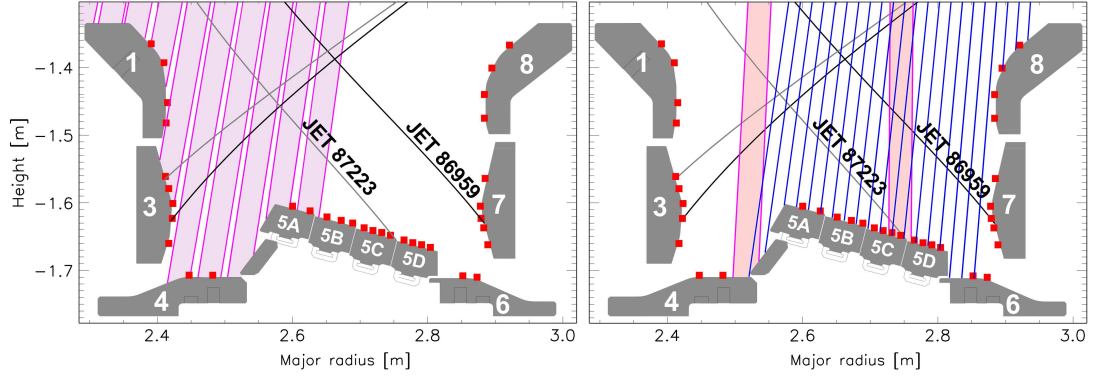 Height [m]
−1.4
−1.5
−1.6
−1.7
1
3
4
5A
5B
5C
5D
6
7
8
JET 87223
JET 86959
2.4
2.6
2.8
3.0
Major radius [m]
1
3
4
5A
5B
5C
5D
6
7
8
JET 87223
JET 86959
2.4
2.6
2.8
3.0
Major radius [m]